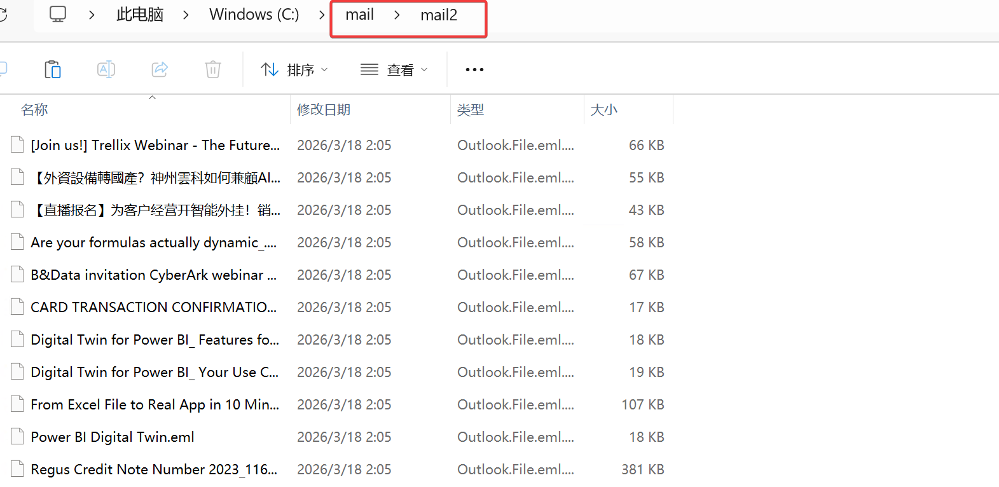 此电脑 Windows (C:) mail mail2
排序 查看
名称 修改日期 类型 大小
[Join us!] Trellix Webinar - The Future... 2026/3/18 2:05 Outlook.File.eml.... 66 KB
【外資設備轉國產？神州雲科如何兼顧AI... 2026/3/18 2:05 Outlook.File.eml.... 55 KB
【直播报名】为客户经营开智能外挂！销... 2026/3/18 2:05 Outlook.File.eml.... 43 KB
Are your formulas actually dynamic_.... 2026/3/18 2:05 Outlook.File.eml.... 58 KB
B&Data invitation CyberArk webinar ... 2026/3/18 2:05 Outlook.File.eml.... 67 KB
CARD TRANSACTION CONFIRMATIO... 2026/3/18 2:05 Outlook.File.eml.... 17 KB
Digital Twin for Power BI_ Features fo... 2026/3/18 2:05 Outlook.File.eml.... 18 KB
Digital Twin for Power BI_ Your Use C... 2026/3/18 2:05 Outlook.File.eml.... 19 KB
From Excel File to Real App in 10 Min... 2026/3/18 2:05 Outlook.File.eml.... 107 KB
Power BI Digital Twin.eml 2026/3/18 2:05 Outlook.File.eml.... 18 KB
Regus Credit Note Number 2023_116... 2026/3/18 2:05 Outlook.File.eml.... 381 KB